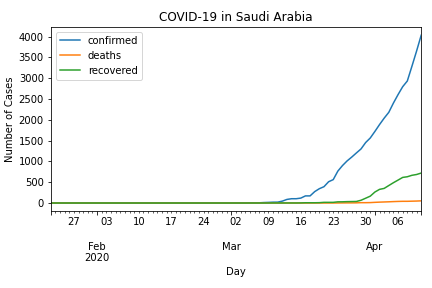 COVID-19 in Saudi Arabia
confirmed
deaths
recovered
Number of Cases
4000
3500
3000
2500
2000
1500
1000
500
0
27 03 10 17 24 02 09 16 23 30 06
Feb Mar Apr
2020
Day